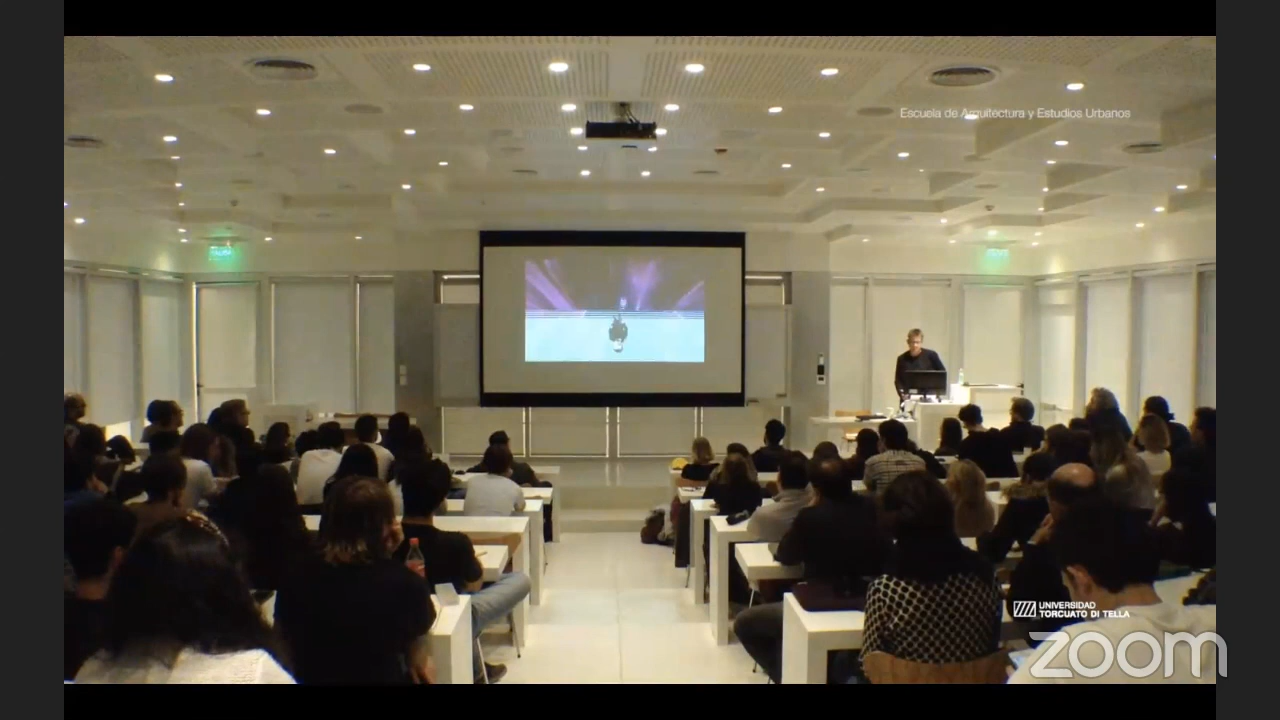 Escuela de Arquitectura y Estudios Urbanos
UNIVERSIDAD
TORCUATO DI TELLA
zoom